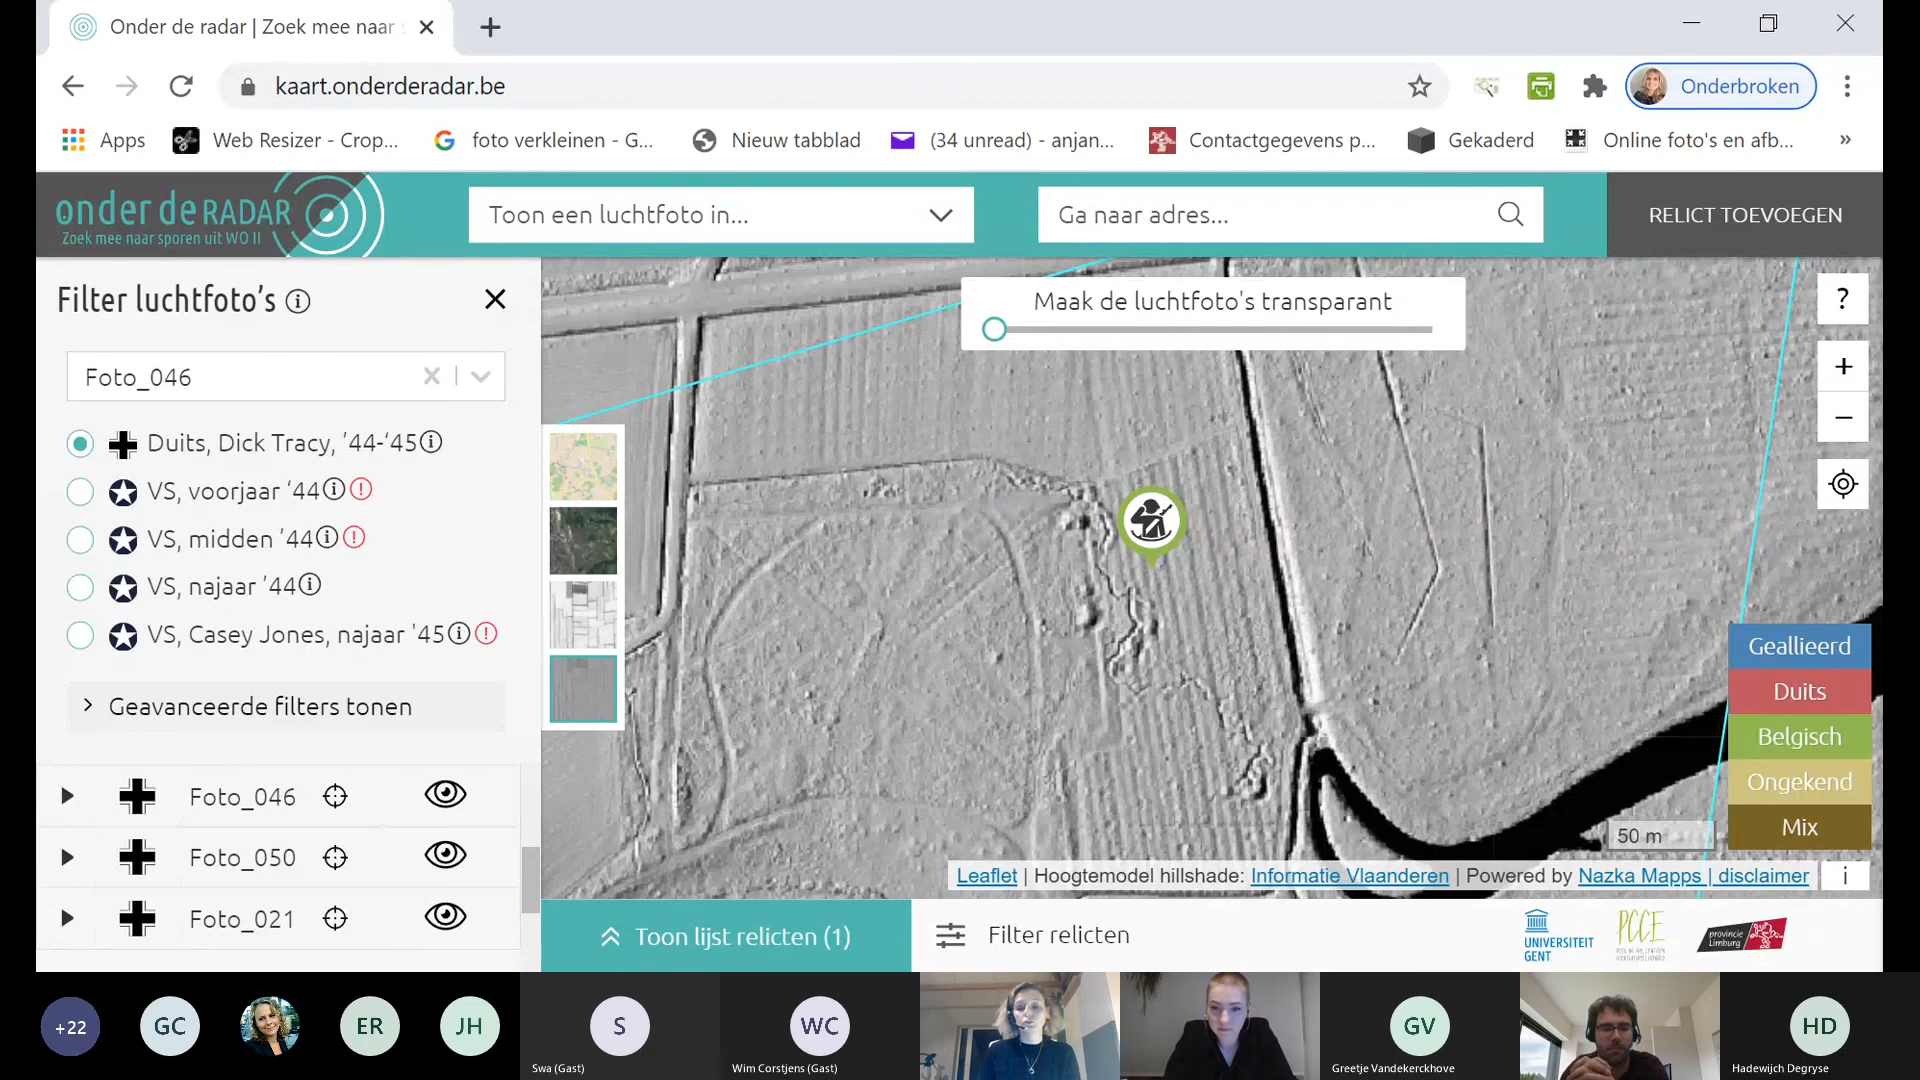 Onder de radar | Zoek mee naar s
kaart.onderderadar.be
Onderbroken
Apps
Web Resizer - Crop...
foto verkleinen - G...
Nieuw tabblad
(34 unread) - anjan...
Contactgegevens p...
Gekaderd
Online foto's en afb...
»
onder de RADAR
Zoek mee naar sporen uit WO II
Toon een luchtfoto in...
Ga naar adres...
RELICT TOEVOEGEN
Filter luchtfoto's
Maak de luchtfoto's transparant
?
Foto_046
+
−
Duits, Dick Tracy, '44-'45
VS, voorjaar '44
VS, midden '44
VS, najaar '44
VS, Casey Jones, najaar '45
Geavanceerde filters tonen
Geallieerd
Duits
Belgisch
Ongekend
Mix
50 m
Foto_046
Foto_050
Foto_021
Leaflet | Hoogtemodel hillshade: Informatie Vlaanderen | Powered by Nazka Mapps | disclaimer
i
Toon lijst relicten (1)
Filter relicten
UNIVERSITEIT
GENT
PCCE
provincie
Limburg
+22
GC
ER
JH
S
Swa (Gast)
WC
Wim Corstjens (Gast)
GV
Greetje Vandekerckhove
HD
Hadewijch Degryse